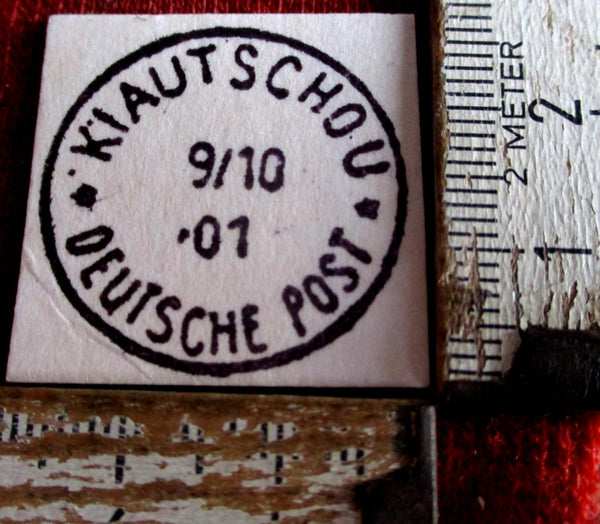 KIAUTSCHOU
9/10
·01
DEUTSCHE POST
2 METER
2
1